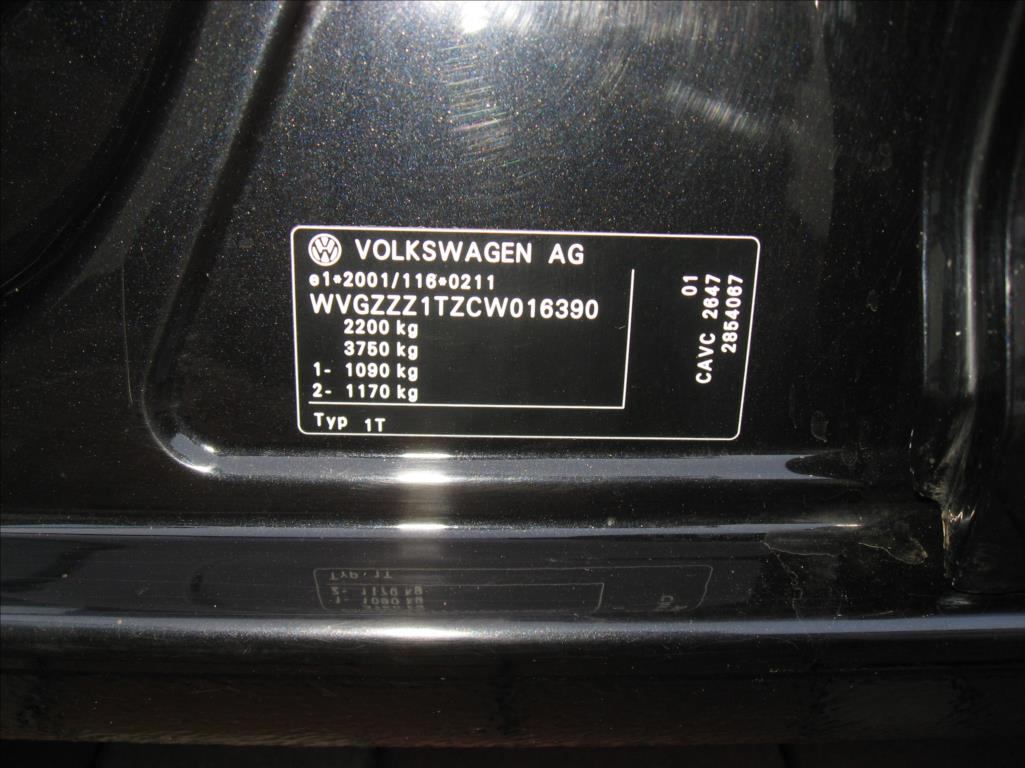 VOLKSWAGEN AG
e1*2001/116*0211
WVGZZZ1TZCW016390
2200 kg
3750 kg
1- 1090 kg
2- 1170 kg
Typ 1T
01
CAVC 2647
2854067